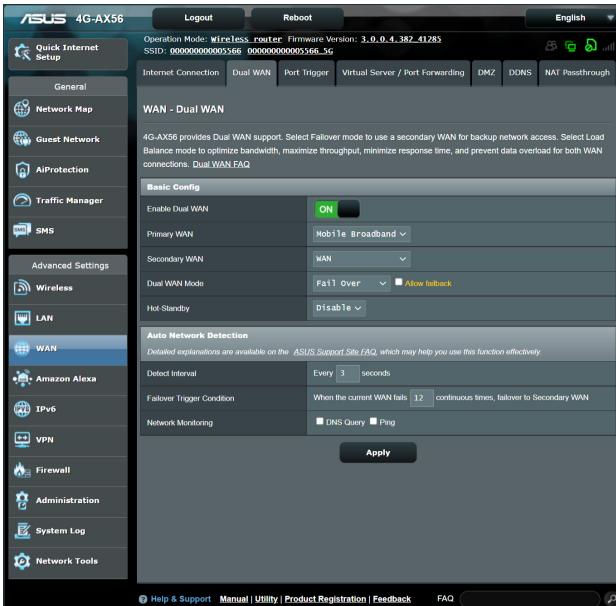 ASUS 4G-AX56 Logout Reboot English
Operation Mode: Wireless router Firmware Version: 3.0.0.4.382_41285
SSID: 000000000005566 000000000005566_5G
Quick Internet Setup
General
Network Map
Guest Network
AiProtection
Traffic Manager
SMS
SMS
Advanced Settings
Wireless
LAN
WAN
Amazon Alexa
IPv6
VPN
Firewall
Administration
System Log
Network Tools
Internet Connection Dual WAN Port Trigger Virtual Server / Port Forwarding DMZ DDNS NAT Passthrough
WAN - Dual WAN
4G-AX56 provides Dual WAN support. Select Failover mode to use a secondary WAN for backup network access. Select Load
Balance mode to optimize bandwidth, maximize throughput, minimize response time, and prevent data overload for both WAN
connections. Dual WAN FAQ
Basic Config
Enable Dual WAN ON
Primary WAN Mobile Broadband
Secondary WAN WAN
Dual WAN Mode Fail Over Allow failback
Hot-Standby Disable
Auto Network Detection
Detailed explanations are available on the ASUS Support Site FAQ, which may help you use this function effectively.
Detect Interval Every 3 seconds
Failover Trigger Condition When the current WAN fails 12 continuous times, failover to Secondary WAN
Network Monitoring DNS Query Ping
Apply
Help & Support Manual | Utility | Product Registration | Feedback FAQ